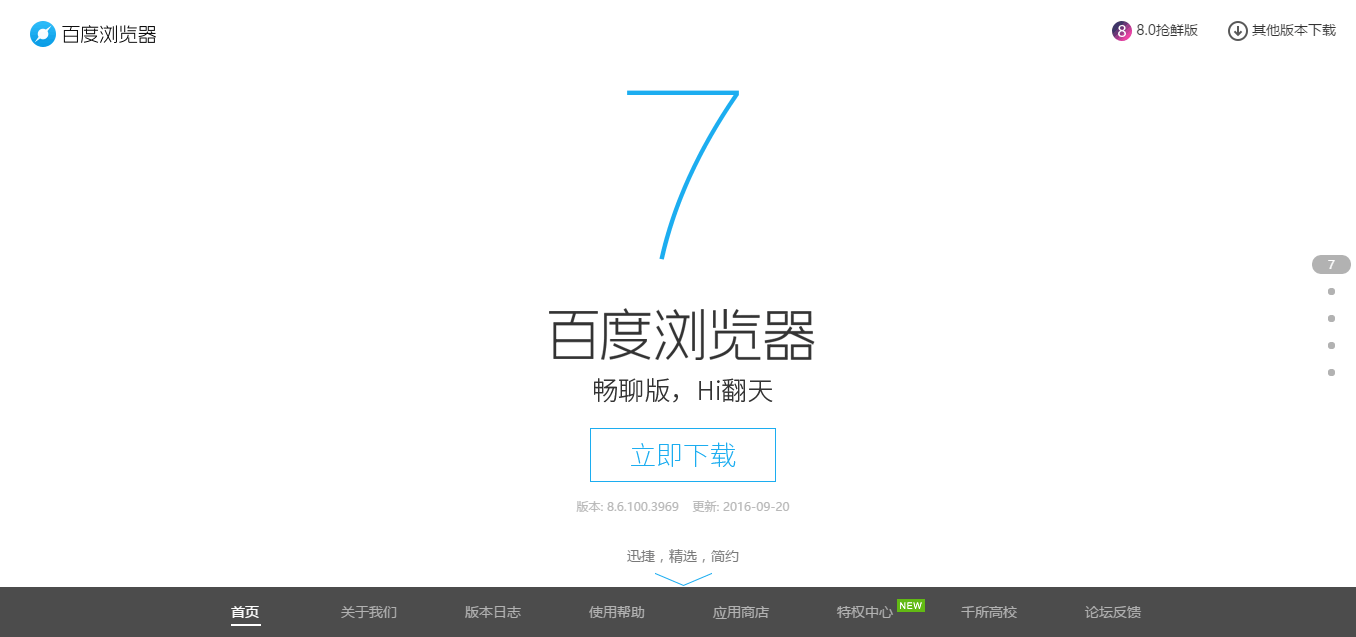 百度浏览器
8 8.0抢鲜版 其他版本下载
7
7
百度浏览器
畅聊版，Hi翻天
立即下载
版本: 8.6.100.3969 更新: 2016-09-20
迅捷，精选，简约
首页 关于我们 版本日志 使用帮助 应用商店 特权中心 NEW 千所高校 论坛反馈